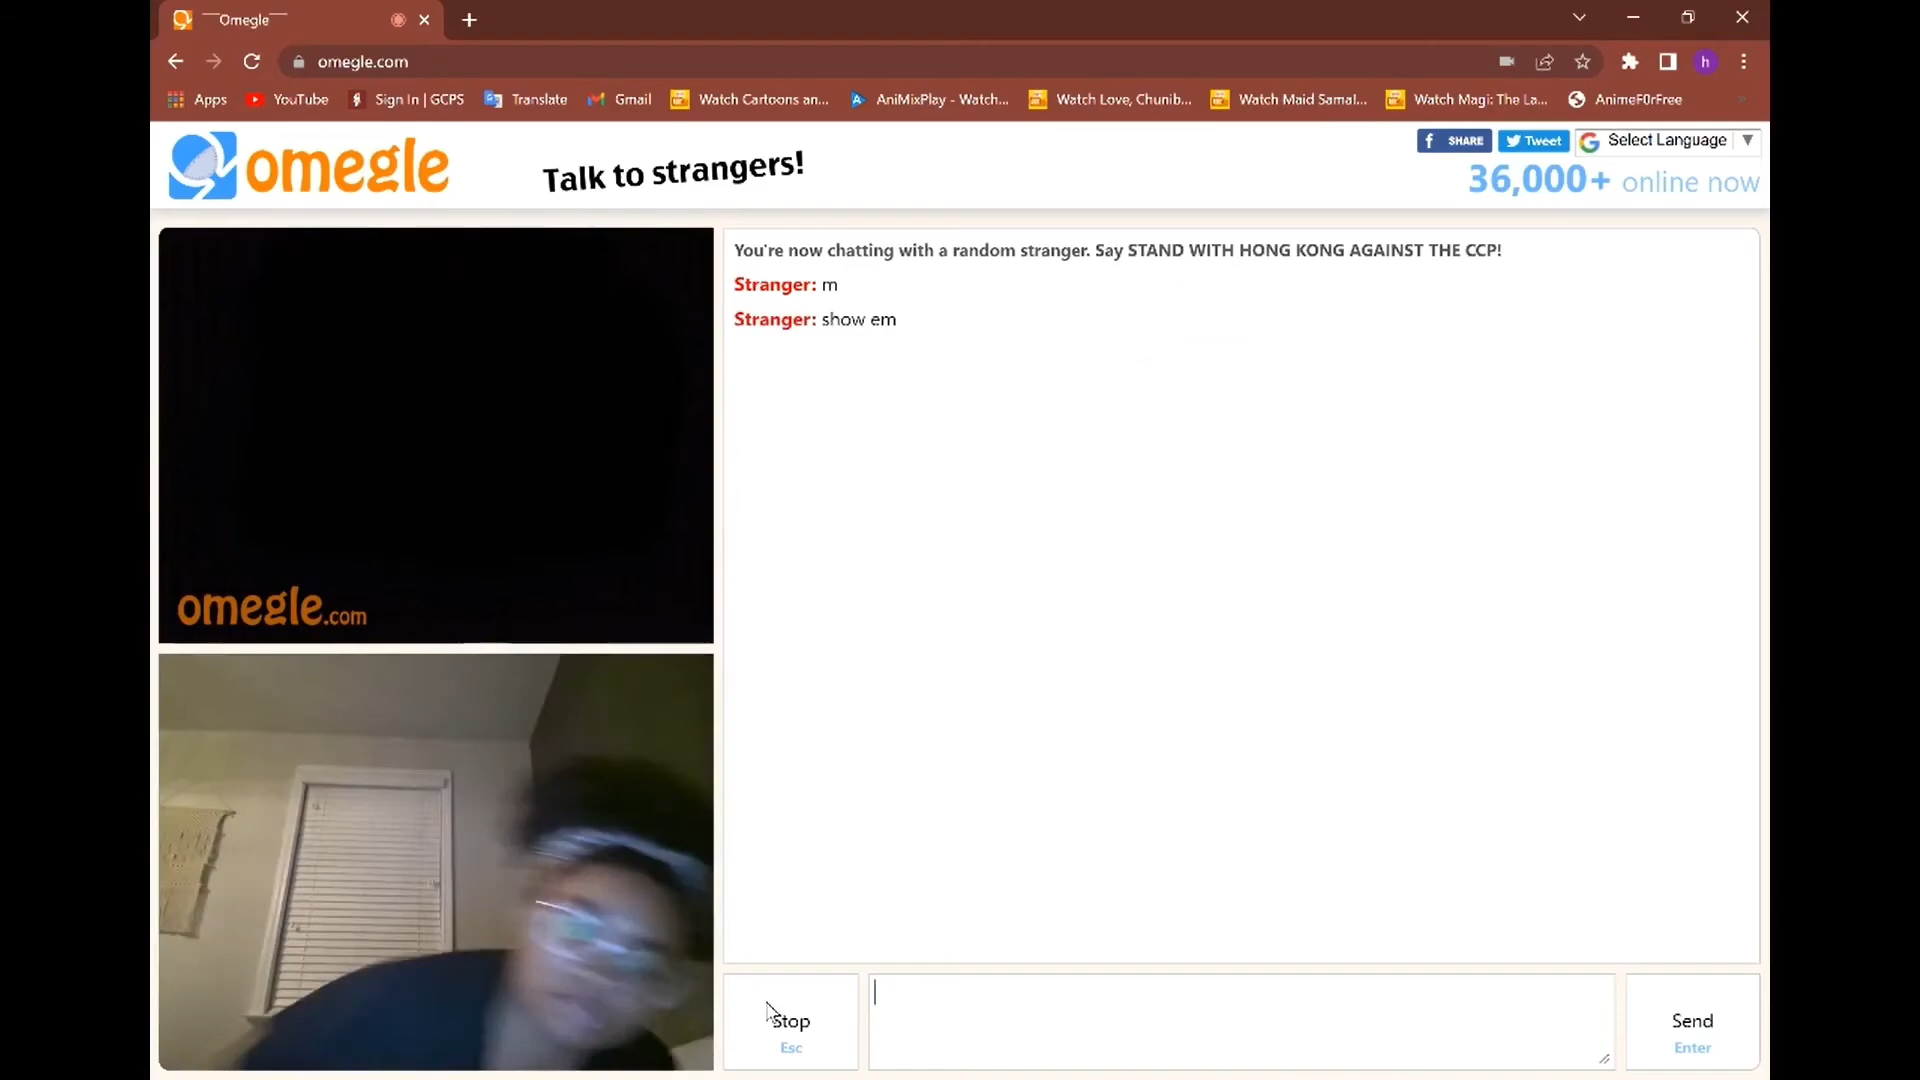 Omegle
omegle.com
h
Apps
YouTube
Sign In | GCPS
Translate
Gmail
Watch Cartoons an...
AniMixPlay - Watch...
Watch Love, Chunib...
Watch Maid Samal...
Watch Magi: The La...
AnimeF0rFree
omegle
Talk to strangers!
SHARE
Tweet
Select Language
36,000+ online now
You're now chatting with a random stranger. Say STAND WITH HONG KONG AGAINST THE CCP!
Stranger: m
Stranger: show em
omegle.com
Stop
Esc
Send
Enter